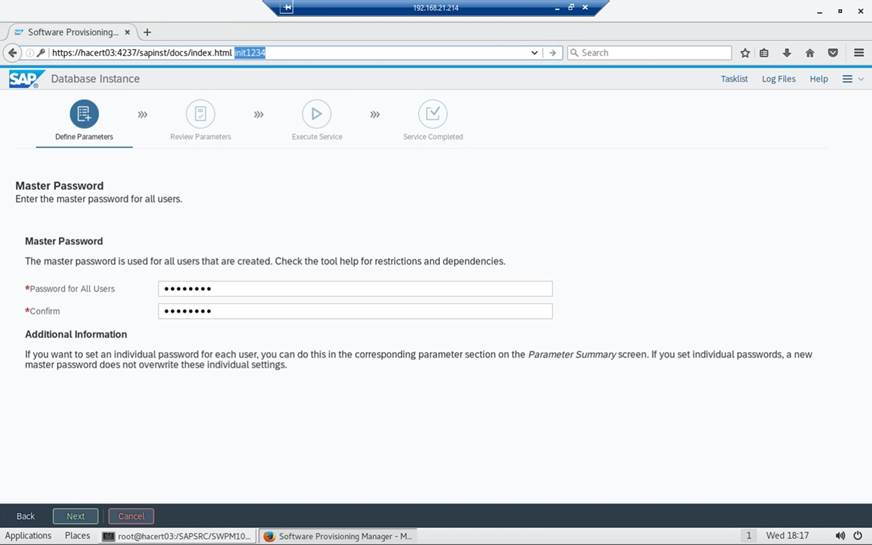 192.168.21.214
Software Provisioning...
https://hacert03:4237/sapinst/docs/index.html init1234
Search
SAP Database Instance
Tasklist Log Files Help
Define Parameters Review Parameters Execute Service Service Completed
Master Password
Enter the master password for all users.
Master Password
The master password is used for all users that are created. Check the tool help for restrictions and dependencies.
*Password for All Users
*Confirm
Additional Information
If you want to set an individual password for each user, you can do this in the corresponding parameter section on the Parameter Summary screen. If you set individual passwords, a new
master password does not overwrite these individual settings.
Back Next Cancel
Applications Places root@hacert03:/SAPSRC/SWPM10... Software Provisioning Manager - M... 1 Wed 18:17